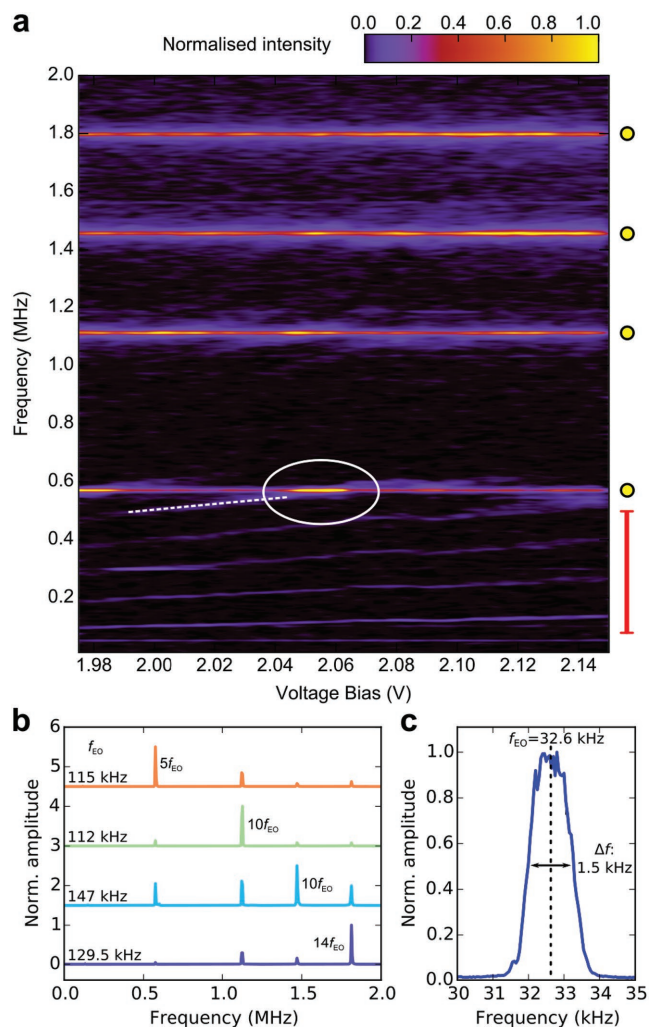 a
Normalised intensity
0.0 0.2 0.4 0.6 0.8 1.0
2.0
1.8
1.6
1.4
1.2
1.0
0.8
0.6
0.4
0.2
Frequency (MHz)
1.98 2.00 2.02 2.04 2.06 2.08 2.10 2.12 2.14
Voltage Bias (V)
b
6
5
4
3
2
1
0
Norm. amplitude
fEO
115 kHz
5fEO
112 kHz
10fEO
147 kHz
10fEO
129.5 kHz
14fEO
0.0 0.5 1.0 1.5 2.0
Frequency (MHz)
c
fEO=32.6 kHz
1.0
0.8
0.6
0.4
0.2
0.0
Norm. amplitude
Δf:
1.5 kHz
30 31 32 33 34 35
Frequency (kHz)